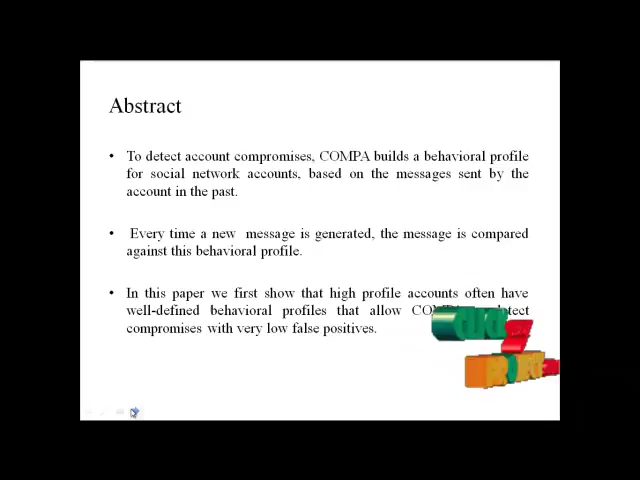 Abstract
• To detect account compromises, COMPA builds a behavioral profile
for social network accounts, based on the messages sent by the
account in the past.
• Every time a new message is generated, the message is compared
against this behavioral profile.
• In this paper we first show that high profile accounts often have
well-defined behavioral profiles that allow
compromises with very low false positives.